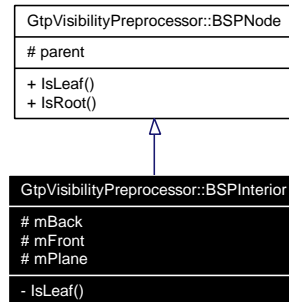 GtpVisibilityPreprocessor::BSPNode
# parent
+ IsLeaf()
+ IsRoot()
GtpVisibilityPreprocessor::BSPInterior
# mBack
# mFront
# mPlane
- IsLeaf()